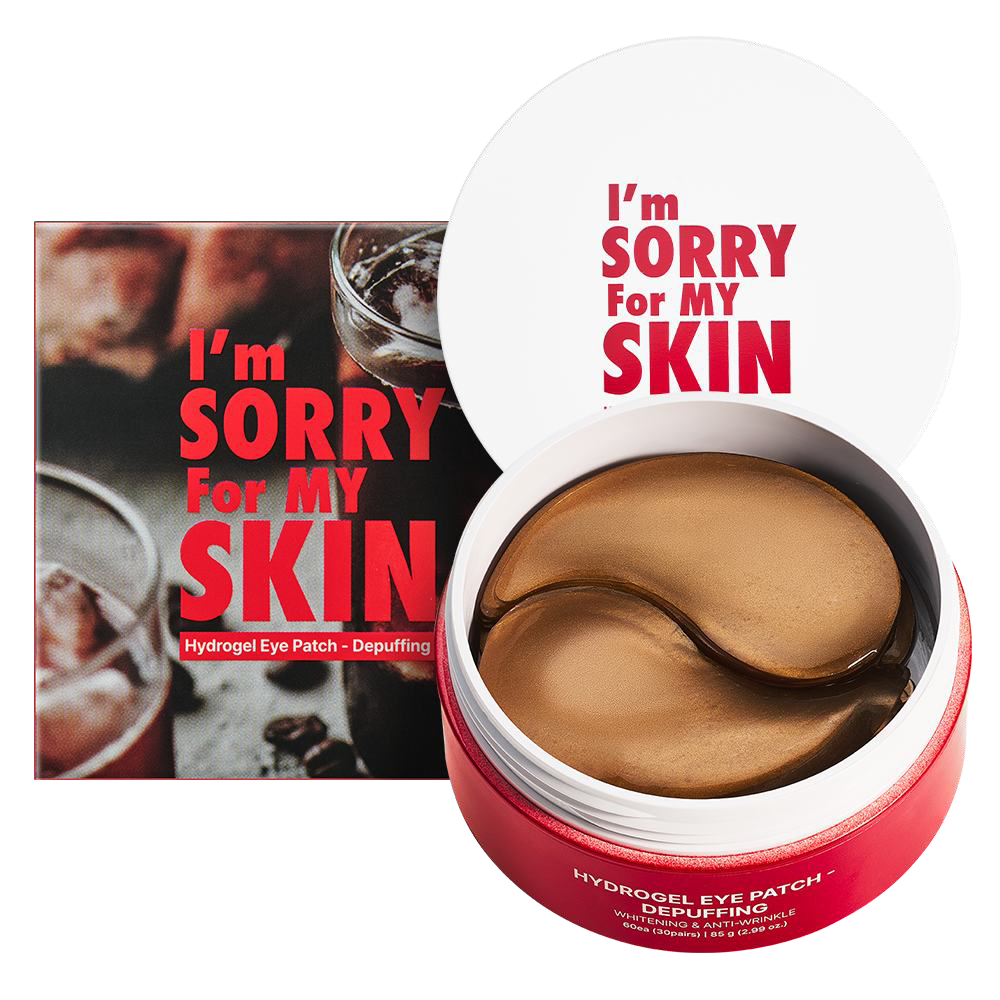 I'm
SORRY
For MY
SKIN
Hydrogel Eye Patch - Depuffing
I'm
SORRY
For MY
SKIN
HYDROGEL EYE PATCH -
DEPUFFING
WHITENING & ANTI-WRINKLE
60ea (30pairs) | 85 g (2.99 oz.)